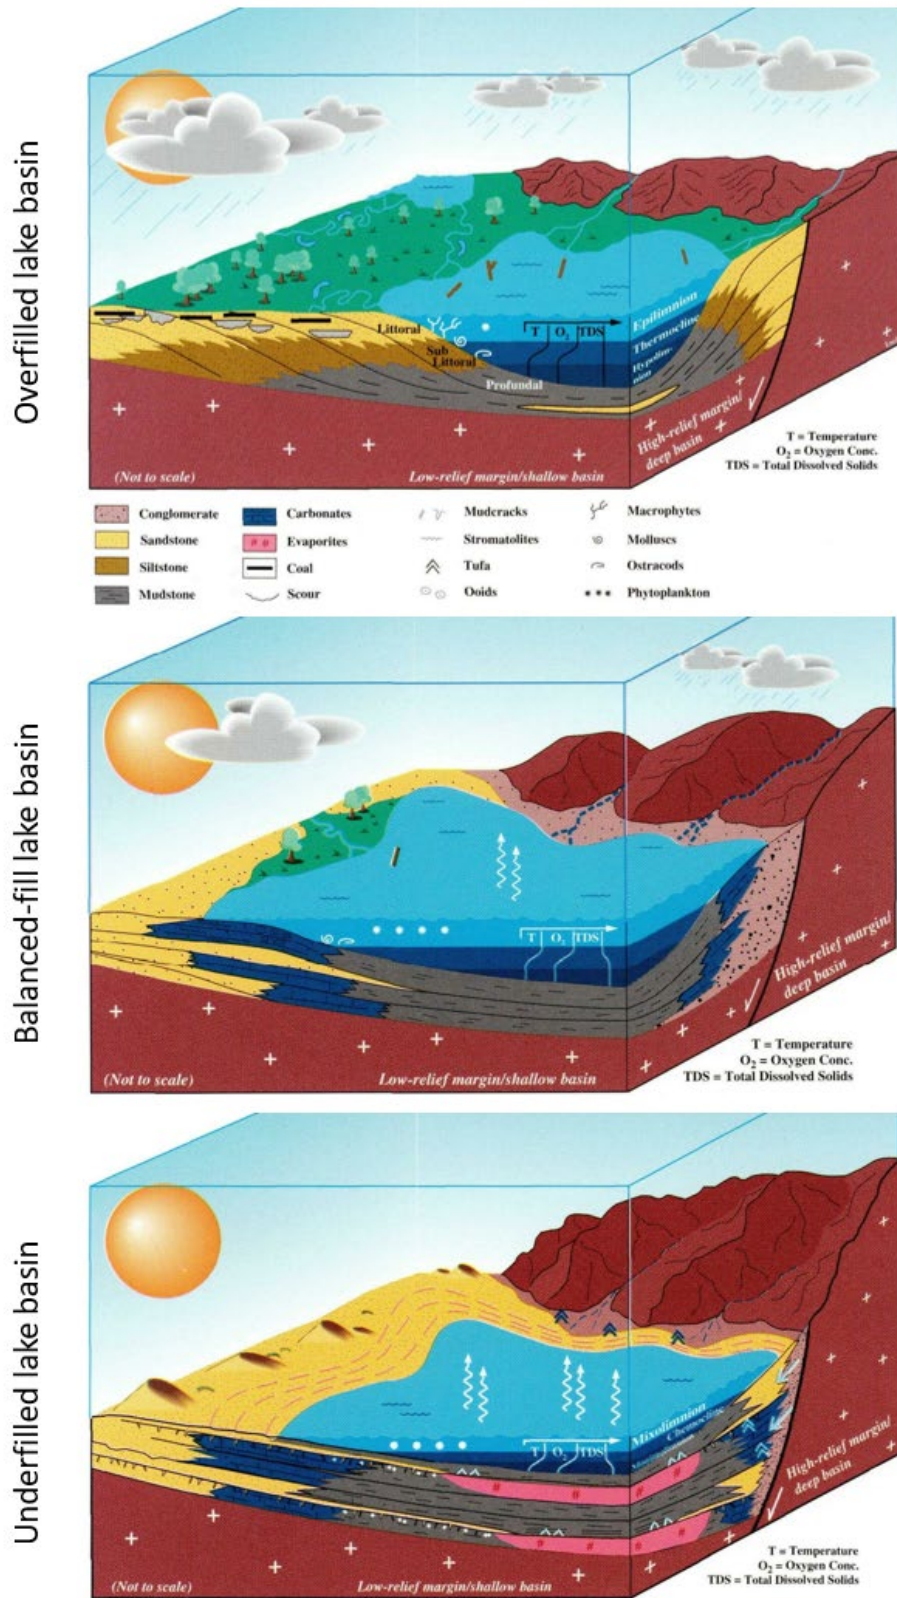 Overfilled lake basin
Littoral
Sub
Littoral
Profundal
T O₂ TDS
Epilimnion
Thermocline
Hypolim-
nion
High-relief margin/
deep basin
(Not to scale)
Low-relief margin/shallow basin
T = Temperature
O₂ = Oxygen Conc.
TDS = Total Dissolved Solids
Conglomerate
Sandstone
Siltstone
Mudstone
Carbonates
Evaporites
Coal
Scour
Mudcracks
Stromatolites
Tufa
Ooids
Macrophytes
Molluscs
Ostracods
Phytoplankton
Balanced-fill lake basin
T O₂ TDS
High-relief margin/
deep basin
(Not to scale)
Low-relief margin/shallow basin
T = Temperature
O₂ = Oxygen Conc.
TDS = Total Dissolved Solids
Underfilled lake basin
T O₂ TDS
Mixolimnion
Chemocline
High-relief margin/
deep basin
(Not to scale)
Low-relief margin/shallow basin
T = Temperature
O₂ = Oxygen Conc.
TDS = Total Dissolved Solids